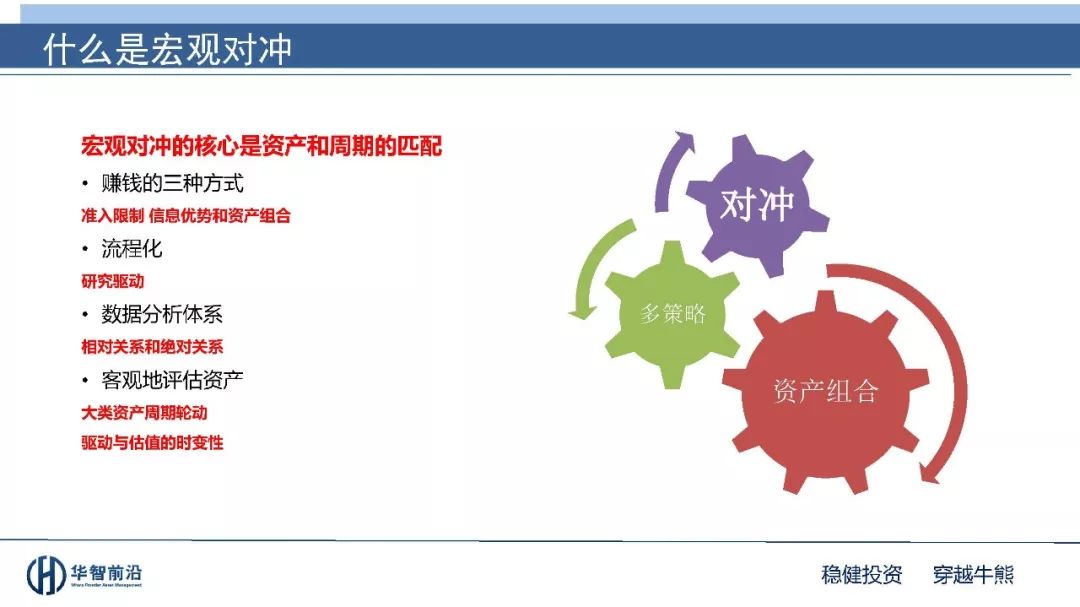 什么是宏观对冲
宏观对冲的核心是资产和周期的匹配
• 赚钱的三种方式
准入限制 信息优势和资产组合
• 流程化
研究驱动
• 数据分析体系
相对关系和绝对关系
• 客观地评估资产
大类资产周期轮动
驱动与估值的时变性
对冲
多策略
资产组合
华智前沿
稳健投资 穿越牛熊